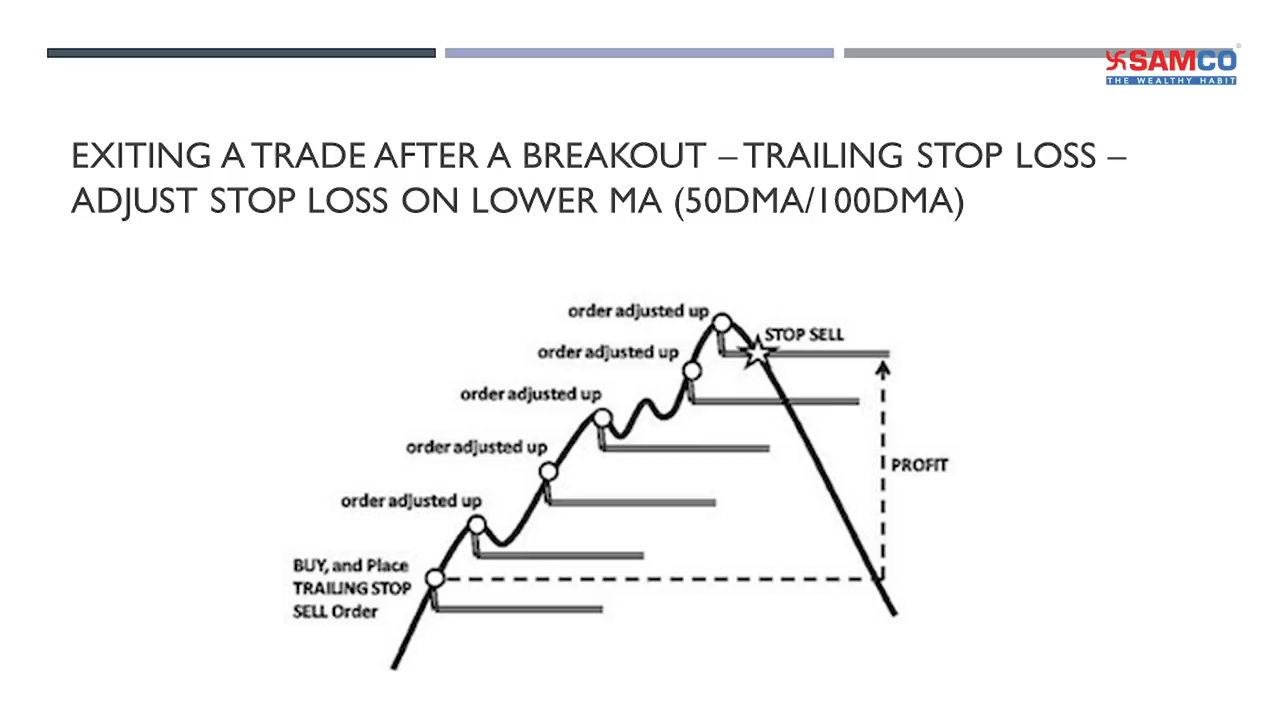 SAMCO
THE WEALTHY HABIT
EXITING A TRADE AFTER A BREAKOUT – TRAILING STOP LOSS –
ADJUST STOP LOSS ON LOWER MA (50DMA/100DMA)
order adjusted up
STOP SELL
order adjusted up
order adjusted up
order adjusted up
PROFIT
order adjusted up
BUY, and Place
TRAILING STOP
SELL Order